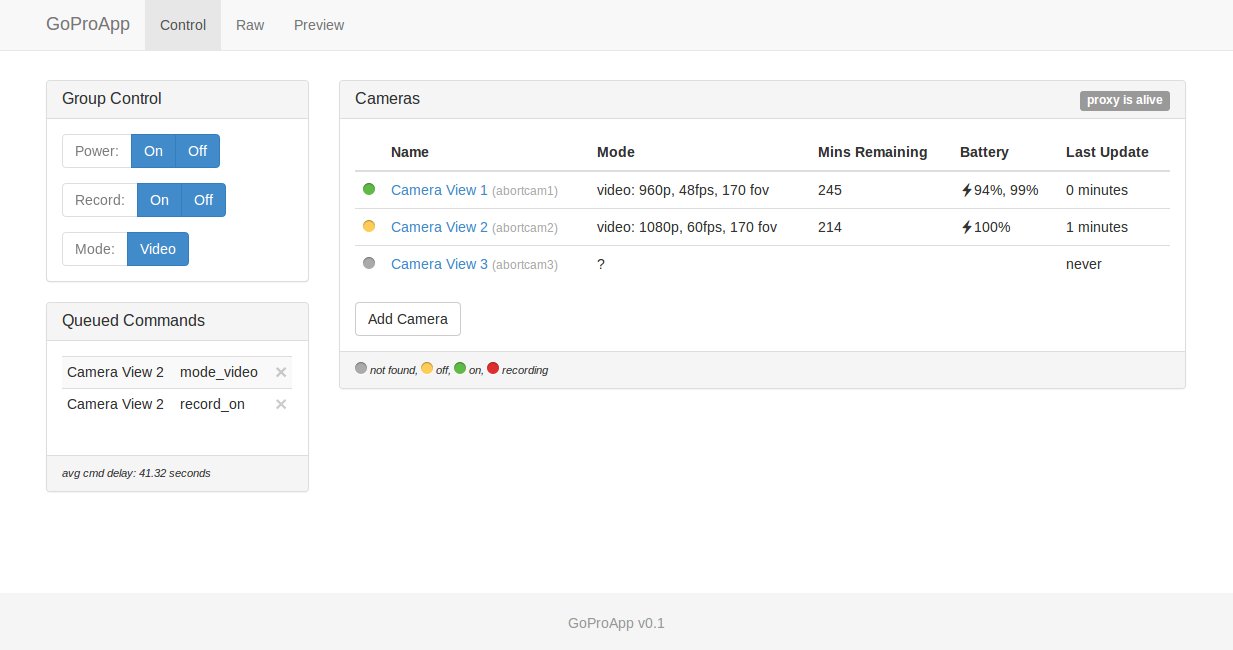 GoProApp Control Raw Preview
Group Control
Power: On Off
Record: On Off
Mode: Video
Queued Commands
Camera View 2 mode_video ×
Camera View 2 record_on ×
avg cmd delay: 41.32 seconds
Cameras proxy is alive
Name Mode Mins Remaining Battery Last Update
Camera View 1 (abortcam1) video: 960p, 48fps, 170 fov 245 94%, 99% 0 minutes
Camera View 2 (abortcam2) video: 1080p, 60fps, 170 fov 214 100% 1 minutes
Camera View 3 (abortcam3) ? never
Add Camera
not found, off, on, recording
GoProApp v0.1